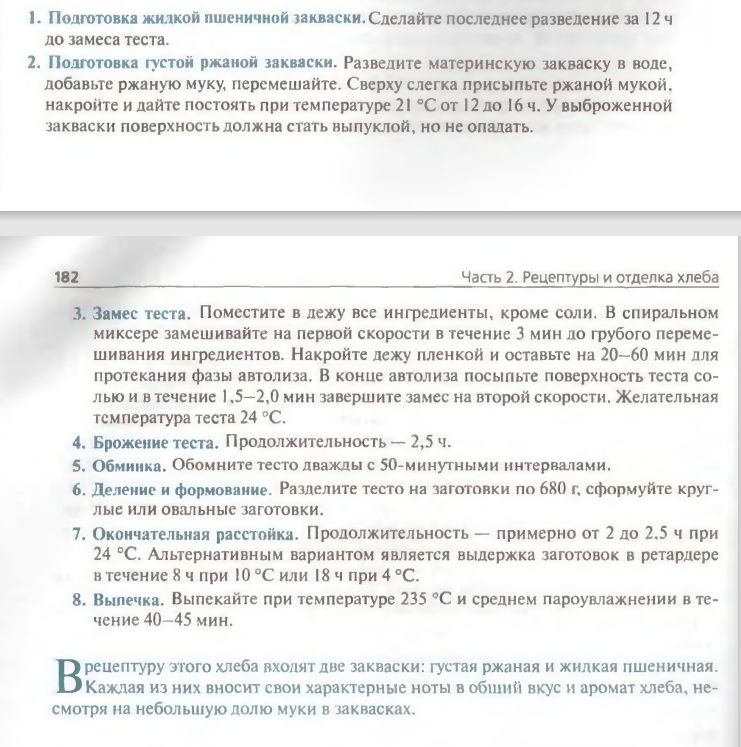 1. Подготовка жидкой пшеничной закваски. Сделайте последнее разведение за 12 ч
до замеса теста.
2. Подготовка густой ржаной закваски. Разведите материнскую закваску в воде,
добавьте ржаную муку, перемешайте. Сверху слегка присыпьте ржаной мукой,
накройте и дайте постоять при температуре 21 °С от 12 до 16 ч. У выброженной
закваски поверхность должна стать выпуклой, но не опадать.
182
Часть 2. Рецептуры и отделка хлеба
3. Замес теста. Поместите в дежу все ингредиенты, кроме соли. В спиральном
миксере замешивайте на первой скорости в течение 3 мин до грубого переме-
шивания ингредиентов. Накройте дежу пленкой и оставьте на 20—60 мин для
протекания фазы автолиза. В конце автолиза посыпьте поверхность теста со-
лью и в течение 1,5—2,0 мин завершите замес на второй скорости. Желательная
температура теста 24 °С.
4. Брожение теста. Продолжительность — 2,5 ч.
5. Обминка. Обомните тесто дважды с 50-минутными интервалами.
6. Деление и формование. Разделите тесто на заготовки по 680 г, сформуйте круг-
лые или овальные заготовки.
7. Окончательная расстойка. Продолжительность — примерно от 2 до 2,5 ч при
24 °С. Альтернативным вариантом является выдержка заготовок в ретардере
в течение 8 ч при 10 °С или 18 ч при 4 °С.
8. Выпечка. Выпекайте при температуре 235 °С и среднем пароувлажнении в те-
чение 40—45 мин.
В рецептуру этого хлеба входят две закваски: густая ржаная и жидкая пшеничная.
Каждая из них вносит свои характерные ноты в общий вкус и аромат хлеба, не-
смотря на небольшую долю муки в заквасках.